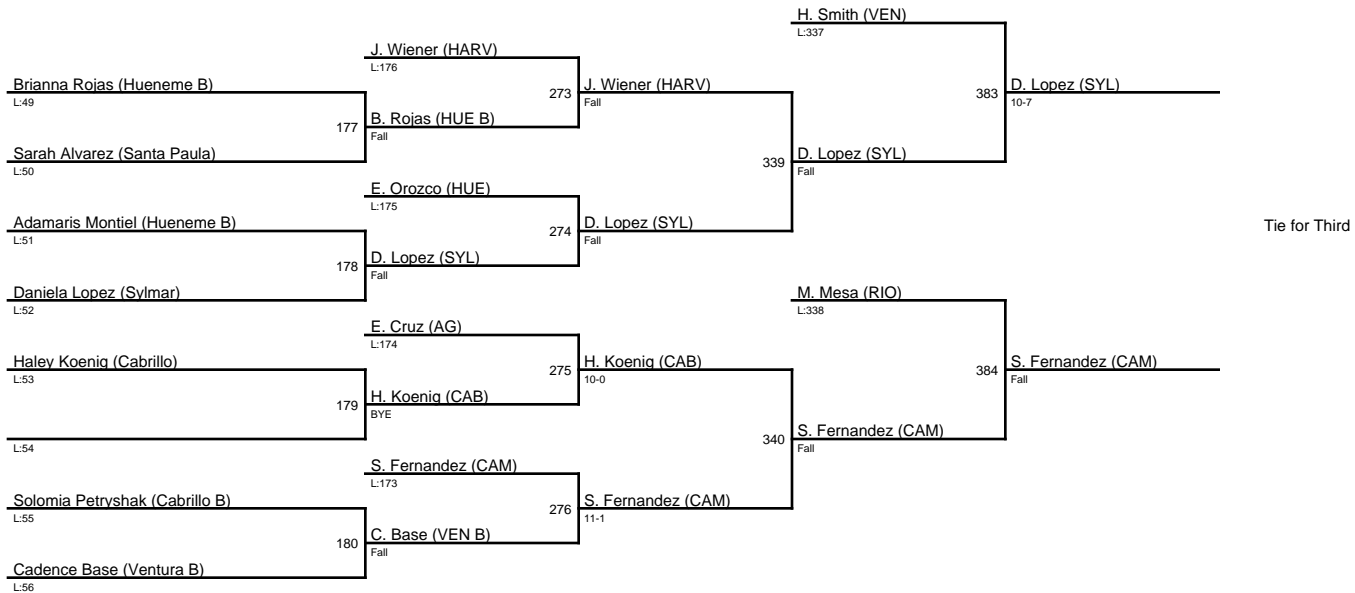 H. Smith (VEN)
L:337
J. Wiener (HARV)
L:176
Brianna Rojas (Hueneme B)
L:49
273
J. Wiener (HARV)
Fall
383
D. Lopez (SYL)
10-7
177
B. Rojas (HUE B)
Fall
Sarah Alvarez (Santa Paula)
L:50
339
D. Lopez (SYL)
Fall
E. Orozco (HUE)
L:175
Adamaris Montiel (Hueneme B)
L:51
274
D. Lopez (SYL)
Fall
Tie for Third
178
D. Lopez (SYL)
Fall
Daniela Lopez (Sylmar)
L:52
M. Mesa (RIO)
L:338
E. Cruz (AG)
L:174
Haley Koenig (Cabrillo)
L:53
275
H. Koenig (CAB)
10-0
384
S. Fernandez (CAM)
Fall
179
H. Koenig (CAB)
BYE
L:54
340
S. Fernandez (CAM)
Fall
S. Fernandez (CAM)
L:173
Solomia Petryshak (Cabrillo B)
L:55
276
S. Fernandez (CAM)
11-1
180
C. Base (VEN B)
Fall
Cadence Base (Ventura B)
L:56